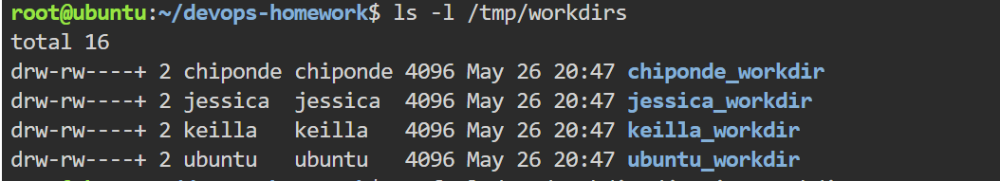 root@ubuntu:~/devops-homework$ ls -l /tmp/workdirs
total 16
drw-rw----+ 2 chiponde chiponde 4096 May 26 20:47 chiponde_workdir
drw-rw----+ 2 jessica  jessica  4096 May 26 20:47 jessica_workdir
drw-rw----+ 2 keilla   keilla   4096 May 26 20:47 keilla_workdir
drw-rw----+ 2 ubuntu   ubuntu   4096 May 26 20:47 ubuntu_workdir